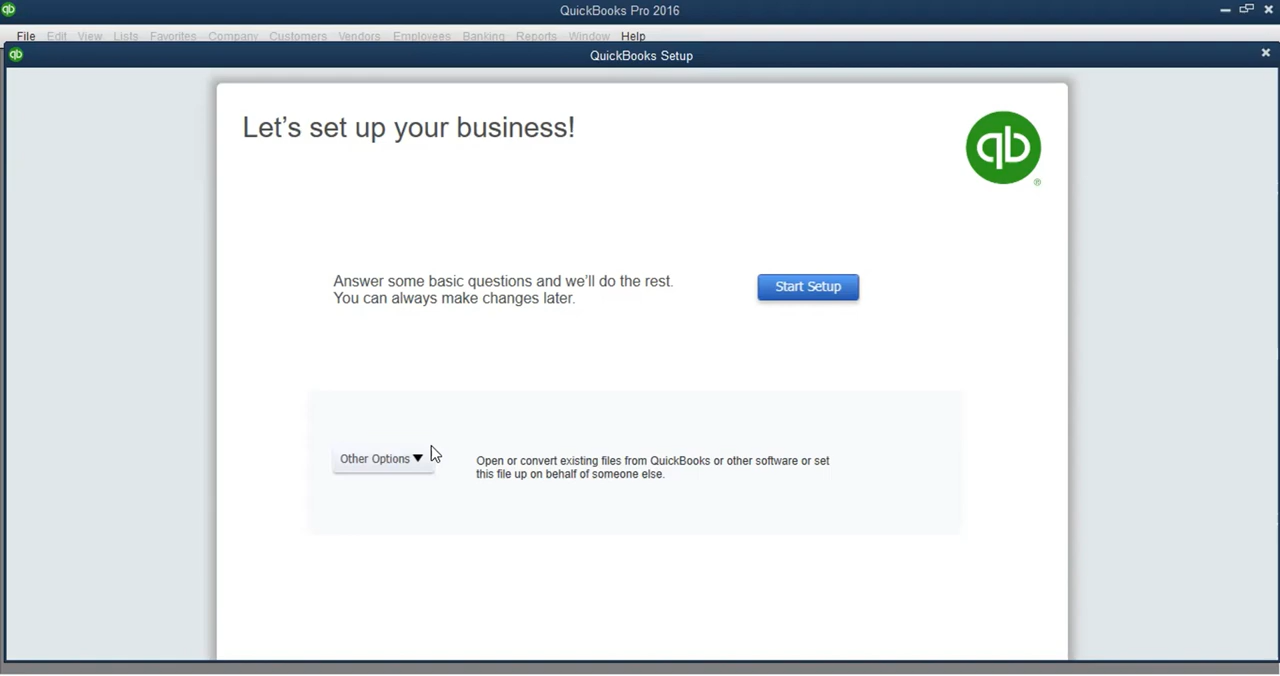 QuickBooks Pro 2016
File Edit View Lists Favorites Company Customers Vendors Employees Banking Reports Window Help
QuickBooks Setup
Let's set up your business!
qb
®
Answer some basic questions and we'll do the rest.
You can always make changes later.
Start Setup
Other Options
Open or convert existing files from QuickBooks or other software or set
this file up on behalf of someone else.